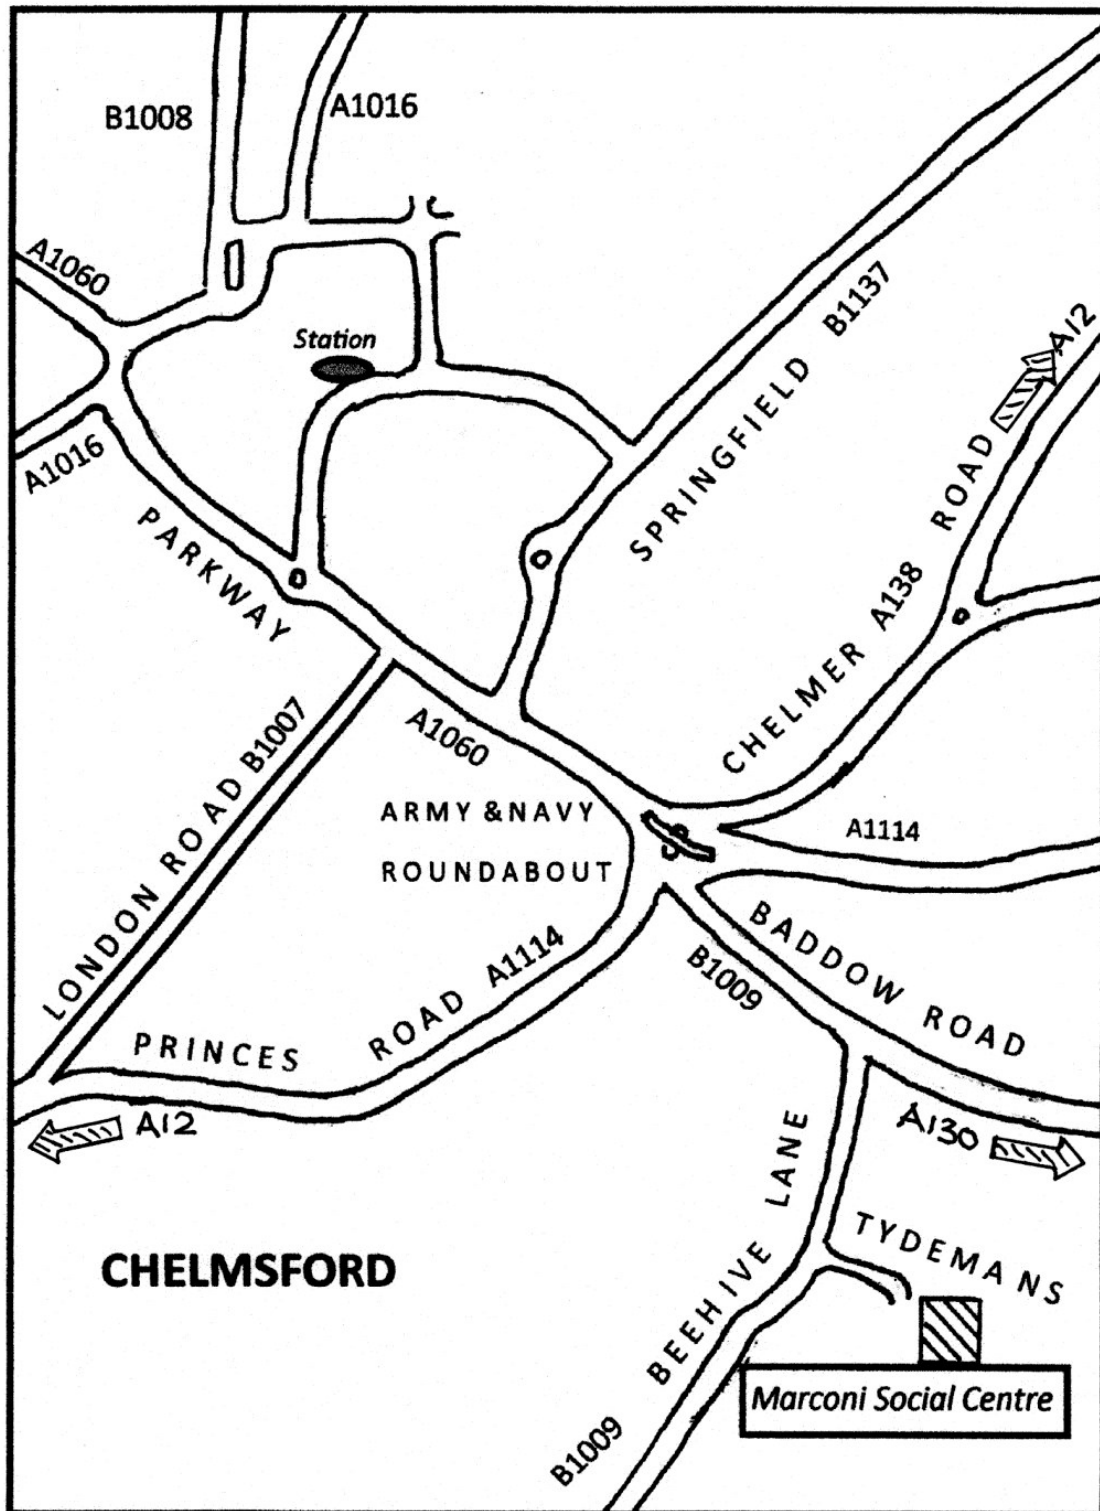 B1008
A1016
A1060
Station
B1137
A12
A1016
SPRINGFIELD
ROAD
PARKWAY
A138
CHELMER
B1007
A1060
LONDON ROAD
ARMY & NAVY
ROUNDABOUT
A1114
BADDOW ROAD
B1009
PRINCES ROAD A1114
A12
A130
BEEHIVE LANE
TYDEMANS
CHELMSFORD
Marconi Social Centre
B1009